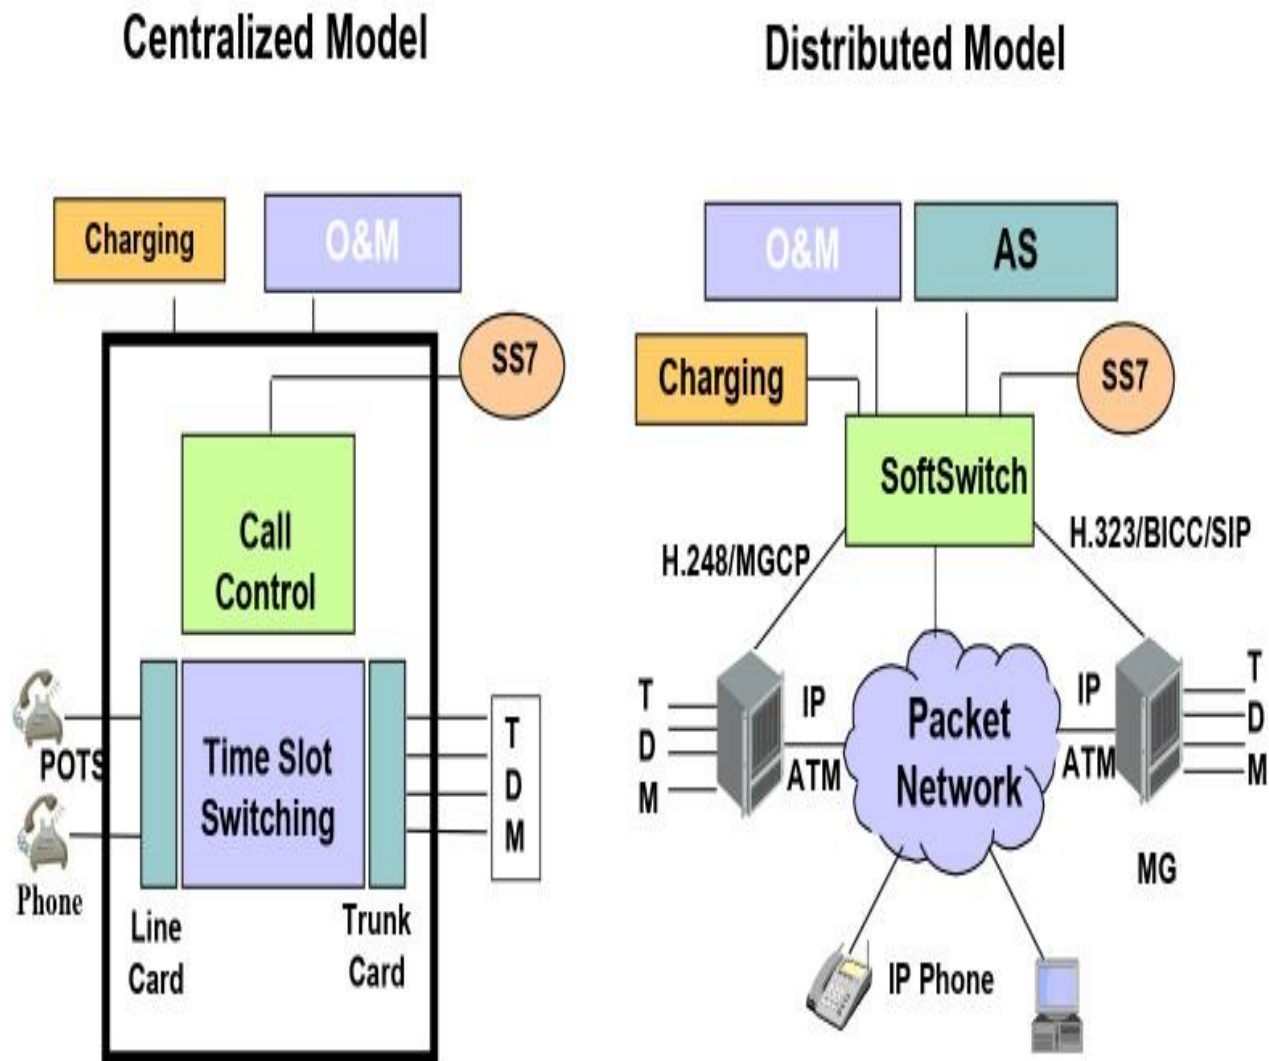 Centralized Model
Charging
O&M
SS7
Call
Control
Time Slot
Switching
POTS
Phone
Line
Card
Trunk
Card
T
D
M
Distributed Model
O&M
AS
Charging
SS7
SoftSwitch
H.248/MGCP
H.323/BICC/SIP
T
D
M
IP
ATM
Packet
Network
IP
ATM
T
D
M
MG
IP Phone